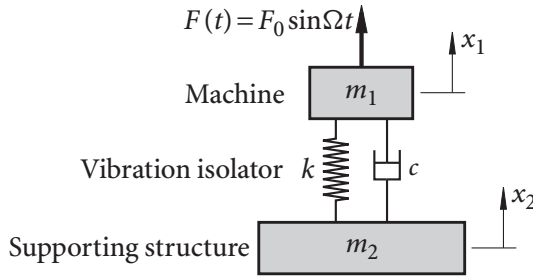 F(t) = F₀ sinΩt
x₁
Machine m₁
Vibration isolator k c
x₂
Supporting structure m₂